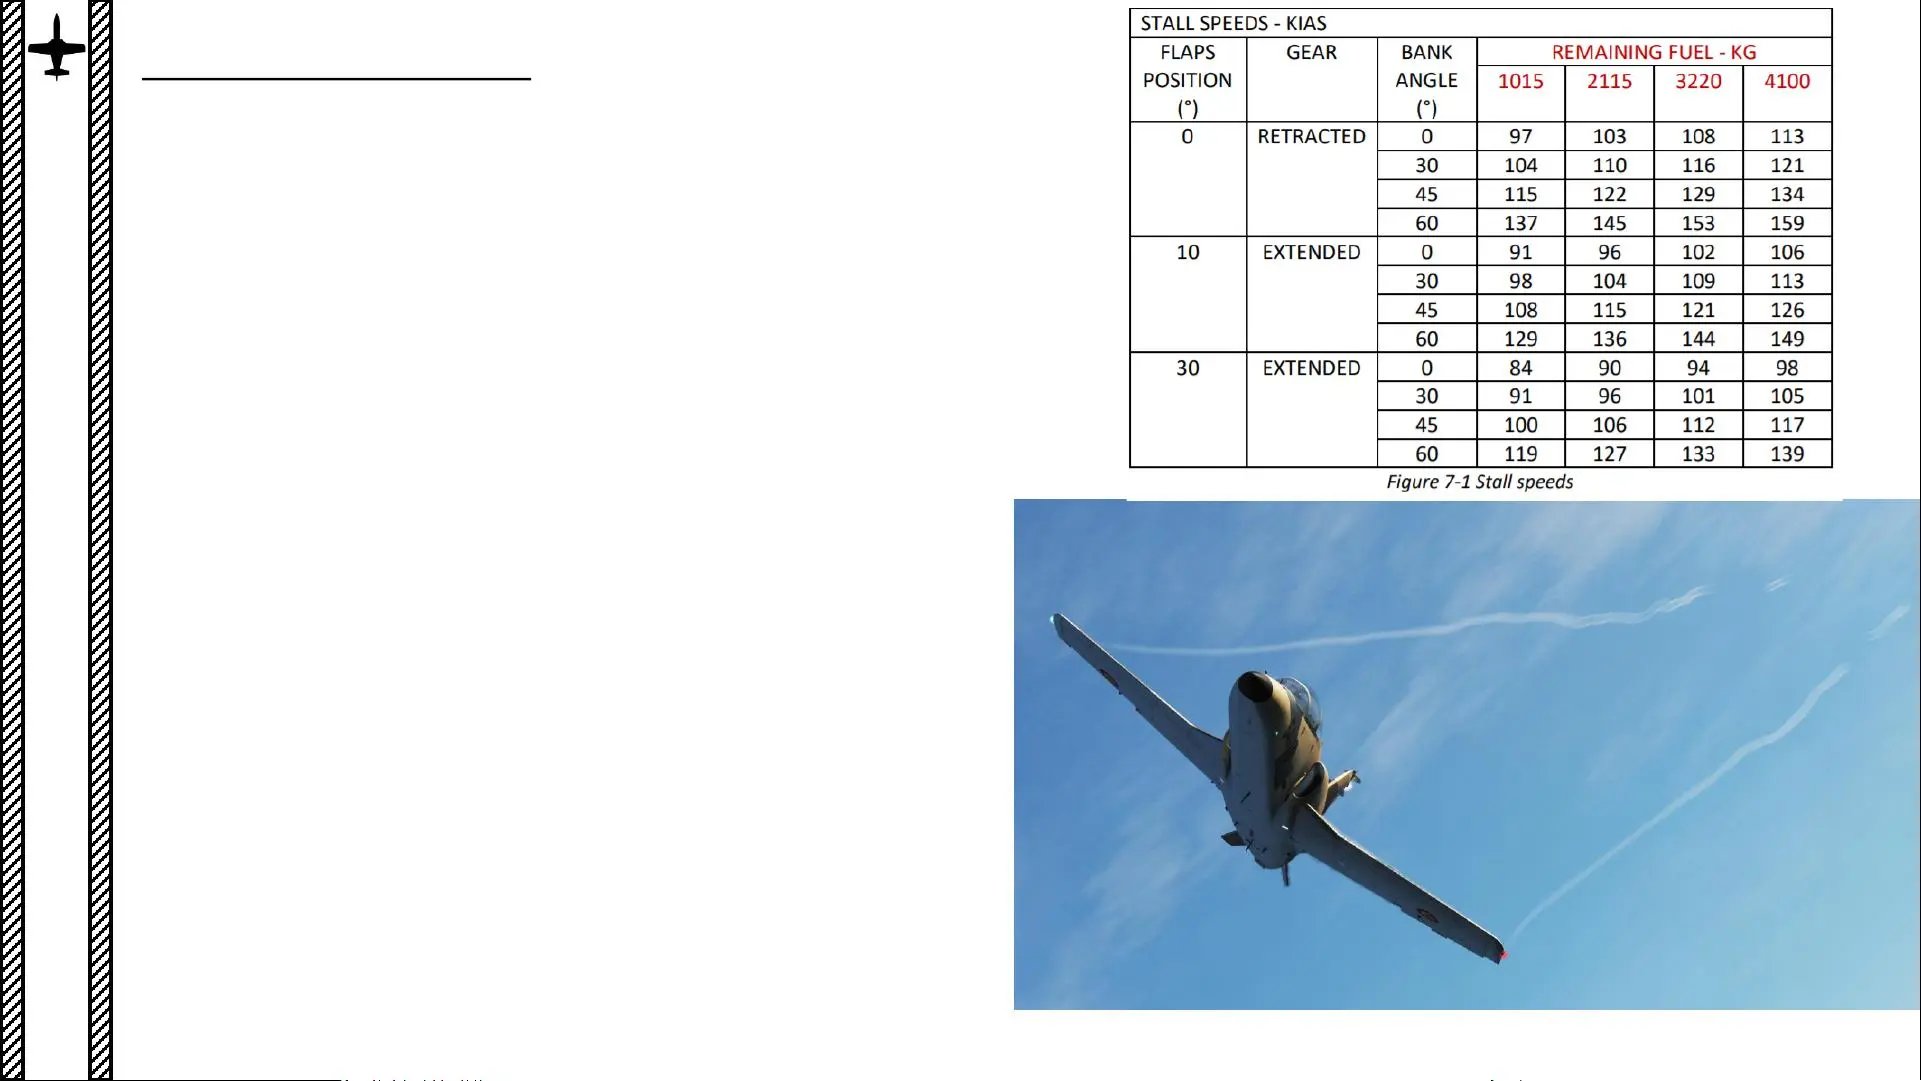 STALL SPEEDS - KIAS
FLAPS POSITION (°) GEAR BANK ANGLE (°) REMAINING FUEL - KG
1015 2115 3220 4100
0 RETRACTED 0 97 103 108 113
30 104 110 116 121
45 115 122 129 134
60 137 145 153 159
10 EXTENDED 0 91 96 102 106
30 98 104 109 113
45 108 115 121 126
60 129 136 144 149
30 EXTENDED 0 84 90 94 98
30 91 96 101 105
45 100 106 112 117
60 119 127 133 139
Figure 7-1 Stall speeds